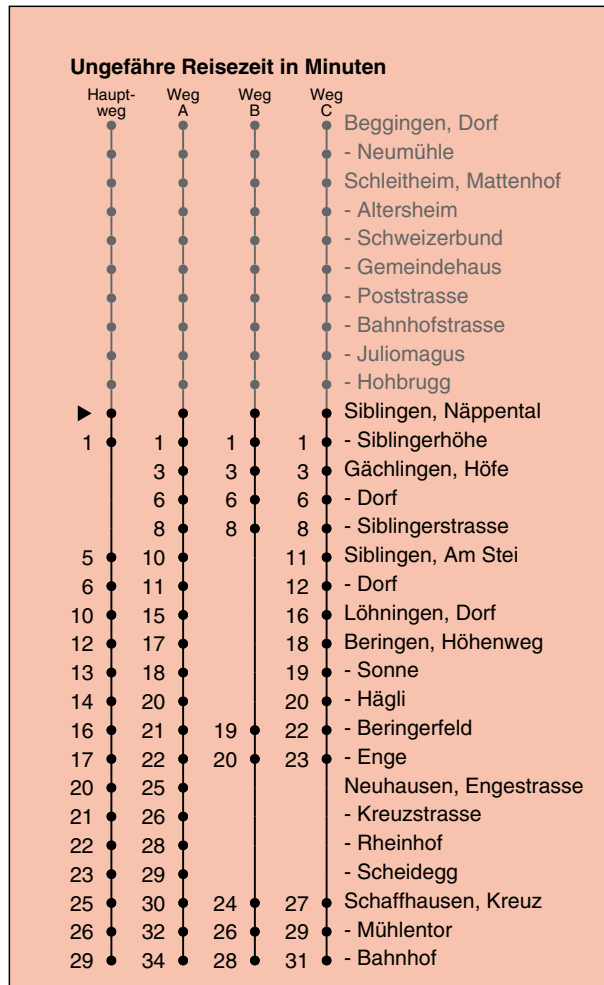 Ungefähre Reisezeit in Minuten
Haupt- Weg Weg Weg
weg A B C
Beggingen, Dorf
- Neumühle
Schleitheim, Mattenhof
- Altersheim
- Schweizerbund
- Gemeindehaus
- Poststrasse
- Bahnhofstrasse
- Juliomagus
- Hohbrugg
Siblingen, Näppental
1 1 1 1 - Siblingerhöhe
3 3 3 Gächlingen, Höfe
6 6 6 - Dorf
8 8 8 - Siblingerstrasse
5 10 11 Siblingen, Am Stei
6 11 12 - Dorf
10 15 16 Löhningen, Dorf
12 17 18 Beringen, Höhenweg
13 18 19 - Sonne
14 20 20 - Hägli
16 21 19 22 - Beringerfeld
17 22 20 23 - Enge
20 25 Neuhausen, Engestrasse
21 26 - Kreuzstrasse
22 28 - Rheinhof
23 29 - Scheidegg
25 30 24 27 Schaffhausen, Kreuz
26 32 26 29 - Mühlentor
29 34 28 31 - Bahnhof